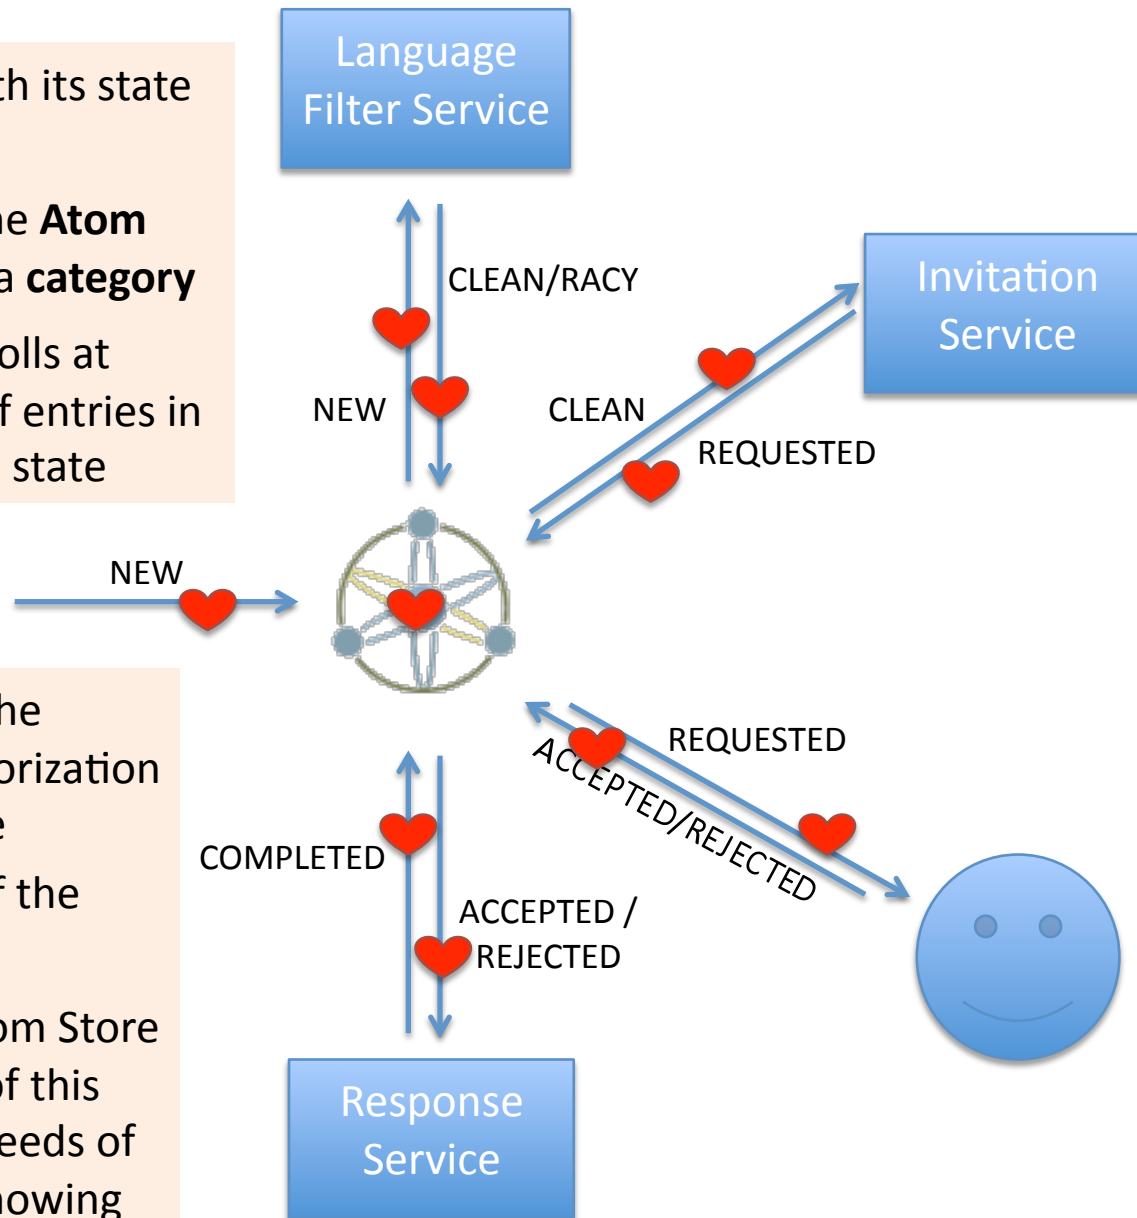 Language
Filter Service
th its state
ne Atom
a category
olls at
f entries in
state
CLEAN/RACY
NEW
Invitation
Service
CLEAN
REQUESTED
NEW
he
orization
e
f the
om Store
of this
eeds of
nowing
REQUESTED
ACCEPTED/REJECTED
COMPLETED
ACCEPTED /
REJECTED
Response
Service